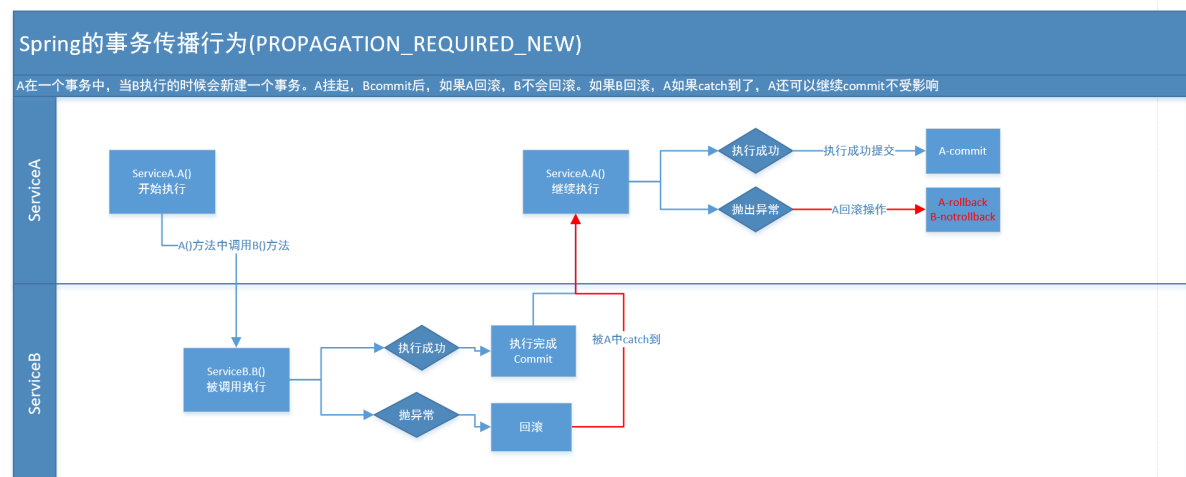 Spring的事务传播行为(PROPAGATION_REQUIRED_NEW)
A在一个事务中，当B执行的时候会新建一个事务。A挂起，Bcommit后，如果A回滚，B不会回滚。如果B回滚，A如果catch到了，A还可以继续commit不受影响
ServiceA
ServiceA.A()
开始执行
A()方法中调用B()方法
ServiceA.A()
继续执行
执行成功
执行成功提交
A-commit
抛出异常
A回滚操作
A-rollback
B-notrollback
ServiceB
ServiceB.B()
被调用执行
执行成功
执行完成
Commit
被A中catch到
抛异常
回滚